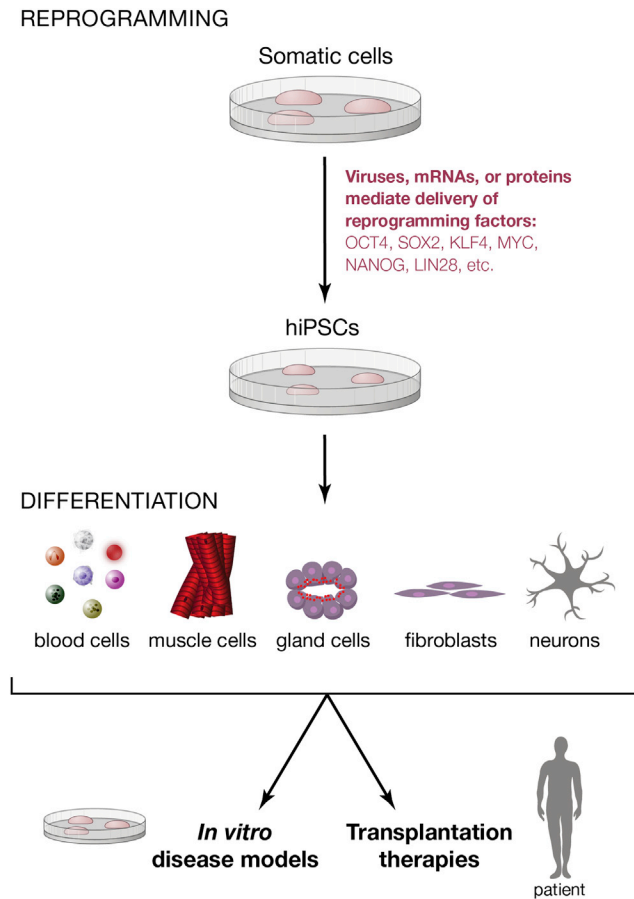 REPROGRAMMING
Somatic cells
Viruses, mRNAs, or proteins
mediate delivery of
reprogramming factors:
OCT4, SOX2, KLF4, MYC,
NANOG, LIN28, etc.
hiPSCs
DIFFERENTIATION
blood cells
muscle cells
gland cells
fibroblasts
neurons
In vitro
disease models
Transplantation
therapies
patient